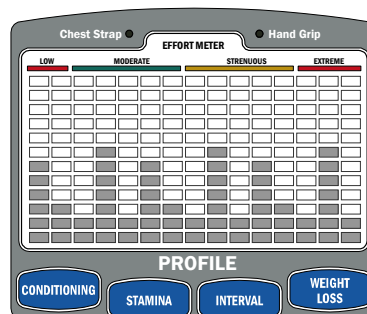 Chest Strap
Hand Grip
EFFORT METER
LOW
MODERATE
STRENUOUS
EXTREME
PROFILE
CONDITIONING
STAMINA
INTERVAL
WEIGHT
LOSS